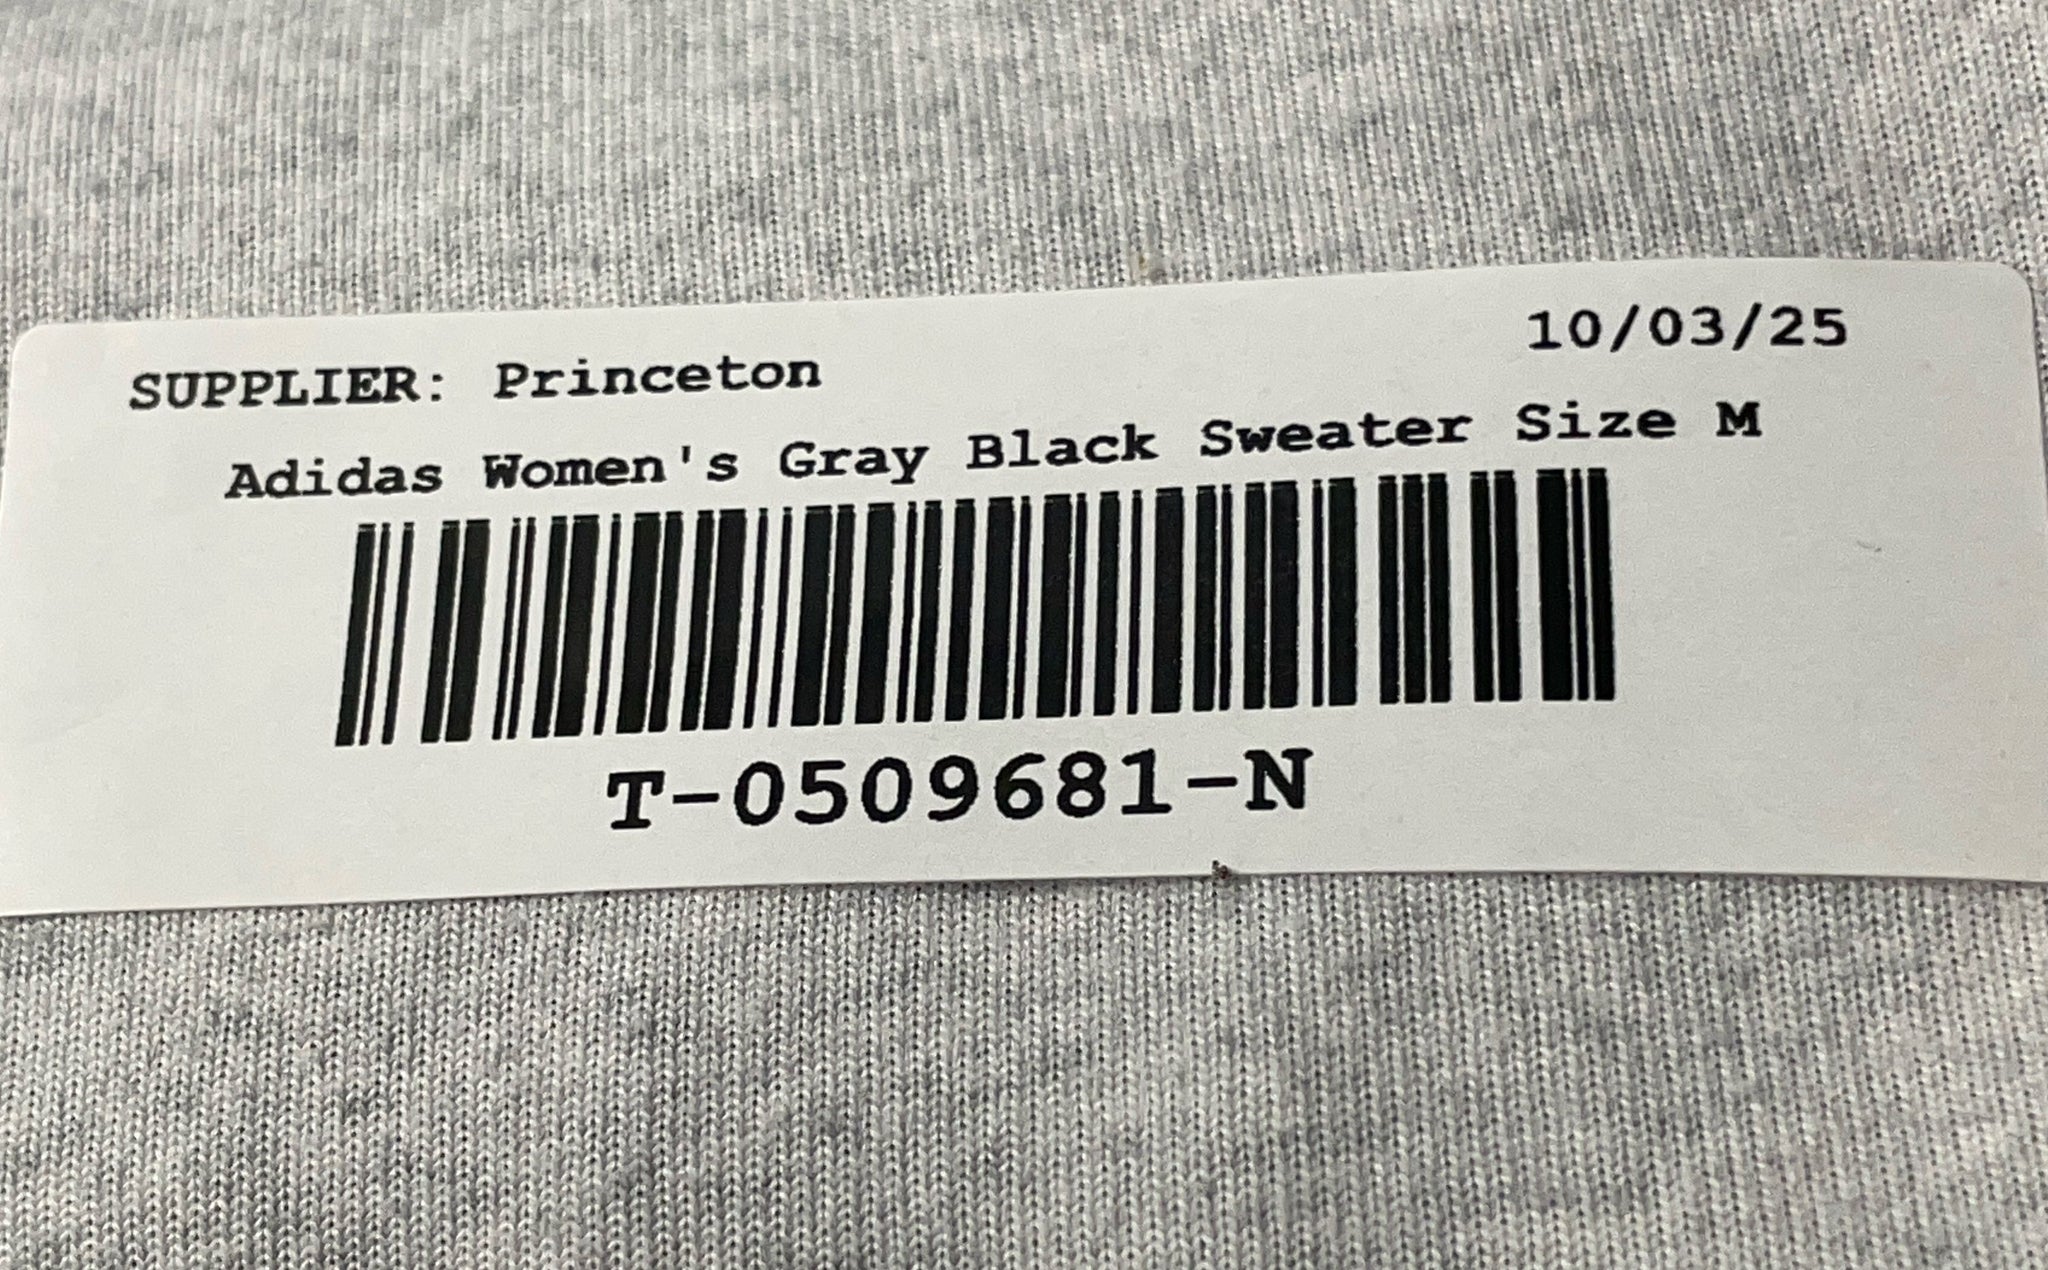 SUPPLIER: Princeton 10/03/25
Adidas Women's Gray Black Sweater Size M
T-0509681-N